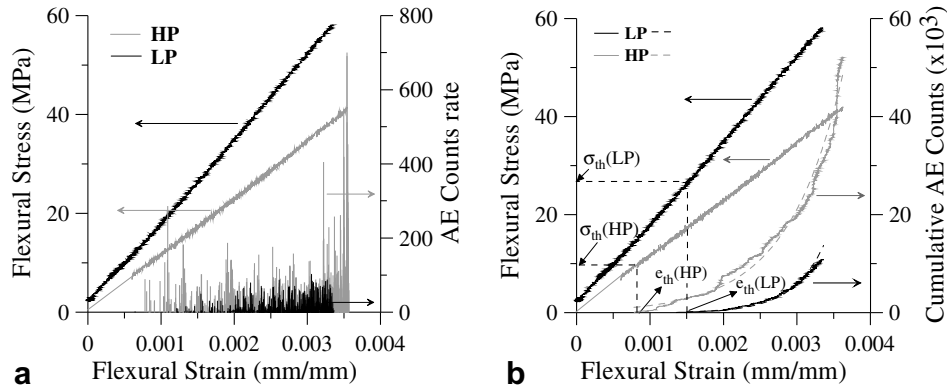 60
40
20
0
Flexural Stress (MPa)
HP
LP
800
600
400
200
0
AE Counts rate
0
0.001
0.002
0.003
0.004
Flexural Strain (mm/mm)
a
60
40
20
0
Flexural Stress (MPa)
LP
HP
σth(LP)
σth(HP)
eth(HP)
eth(LP)
60
40
20
0
Cumulative AE Counts (x10³)
0
0.001
0.002
0.003
0.004
Flexural Strain (mm/mm)
b